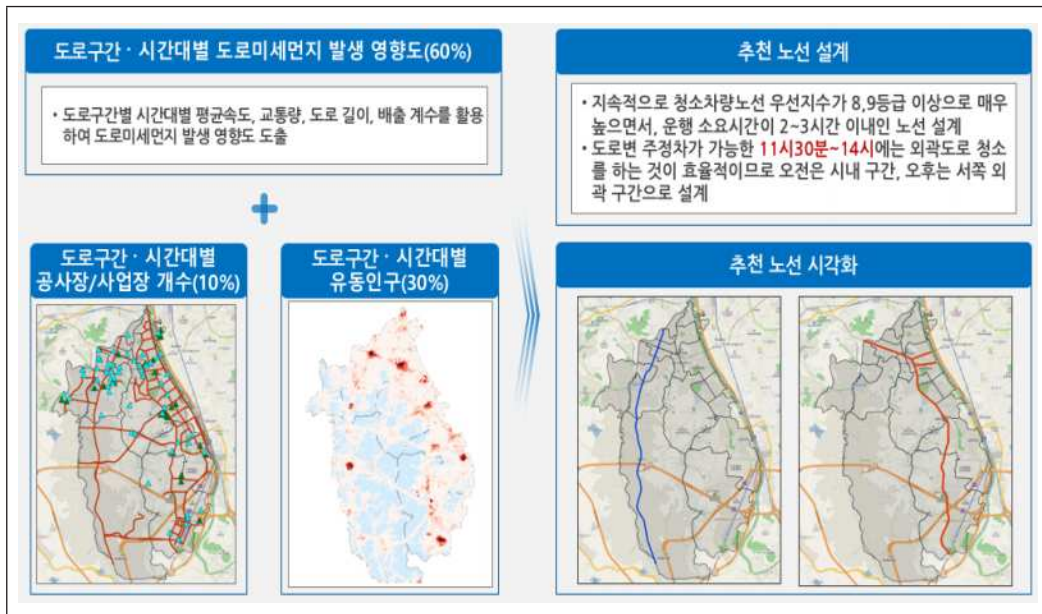 도로구간 · 시간대별 도로미세먼지 발생 영향도(60%)
• 도로구간별 시간대별 평균속도, 교통량, 도로 길이, 배출 계수를 활용
하여 도로미세먼지 발생 영향도 도출
도로구간 · 시간대별
공사장/사업장 개수(10%)
도로구간 · 시간대별
유동인구(30%)
추천 노선 설계
• 지속적으로 청소차량노선 우선지수가 8,9등급 이상으로 매우
높으면서, 운행 소요시간이 2~3시간 이내인 노선 설계
• 도로변 주정차가 가능한 11시30분~14시에는 외곽도로 청소
를 하는 것이 효율적이므로 오전은 시내 구간, 오후는 서쪽 외
곽 구간으로 설계
추천 노선 시각화